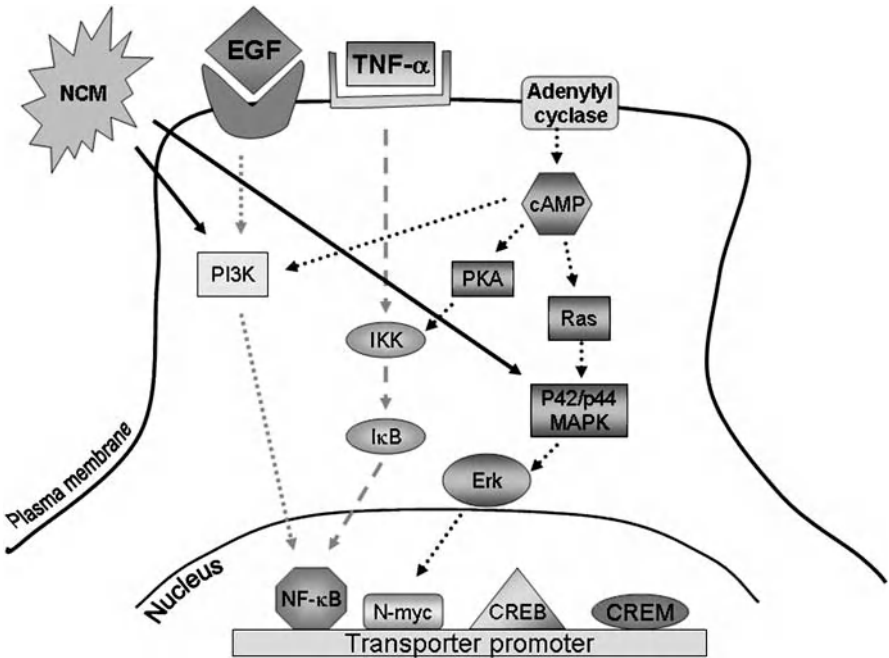 EGF
TNF-α
NCM
Adenylyl
cyclase
cAMP
PI3K
PKA
Ras
IKK
P42/p44
MAPK
IκB
Erk
Plasma membrane
Nucleus
NF-κB
N-myc
CREB
CREM
Transporter promoter